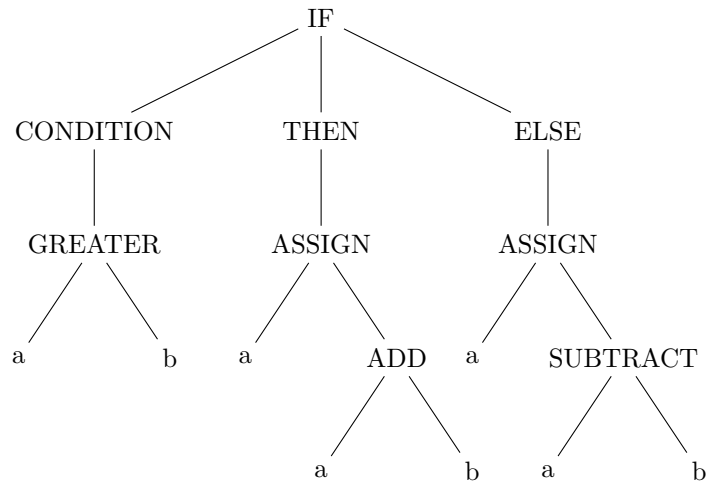 IF
CONDITION THEN ELSE
GREATER ASSIGN ASSIGN
a b a ADD a SUBTRACT
a b a b